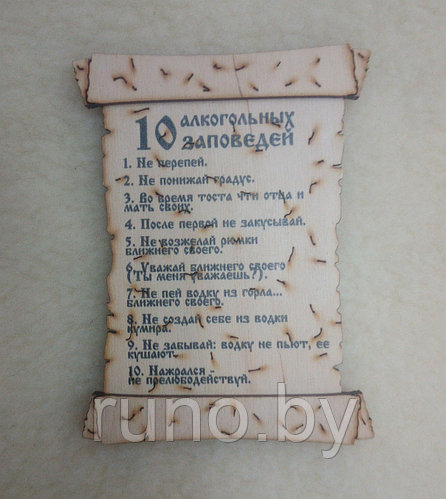 10 АЛКОГОЛЬНЫХ
ЗАПОВЕДЕЙ
1. Не перепей.
2. Не понижай градус.
3. Во время тоста чти отца и
мать своих.
4. После первой не закусывай.
5. Не возжелай рюмки
ближнего своего.
6. Уважай ближнего своего
(Ты меня уважаешь?).
7. Не пей водку из горла...
ближнего своего.
8. Не создай себе из водки
кумира.
9. Не забывай: водку не пьют, ее
кушают.
10. Нажрался -
не прелюбодействуй.
runo.by